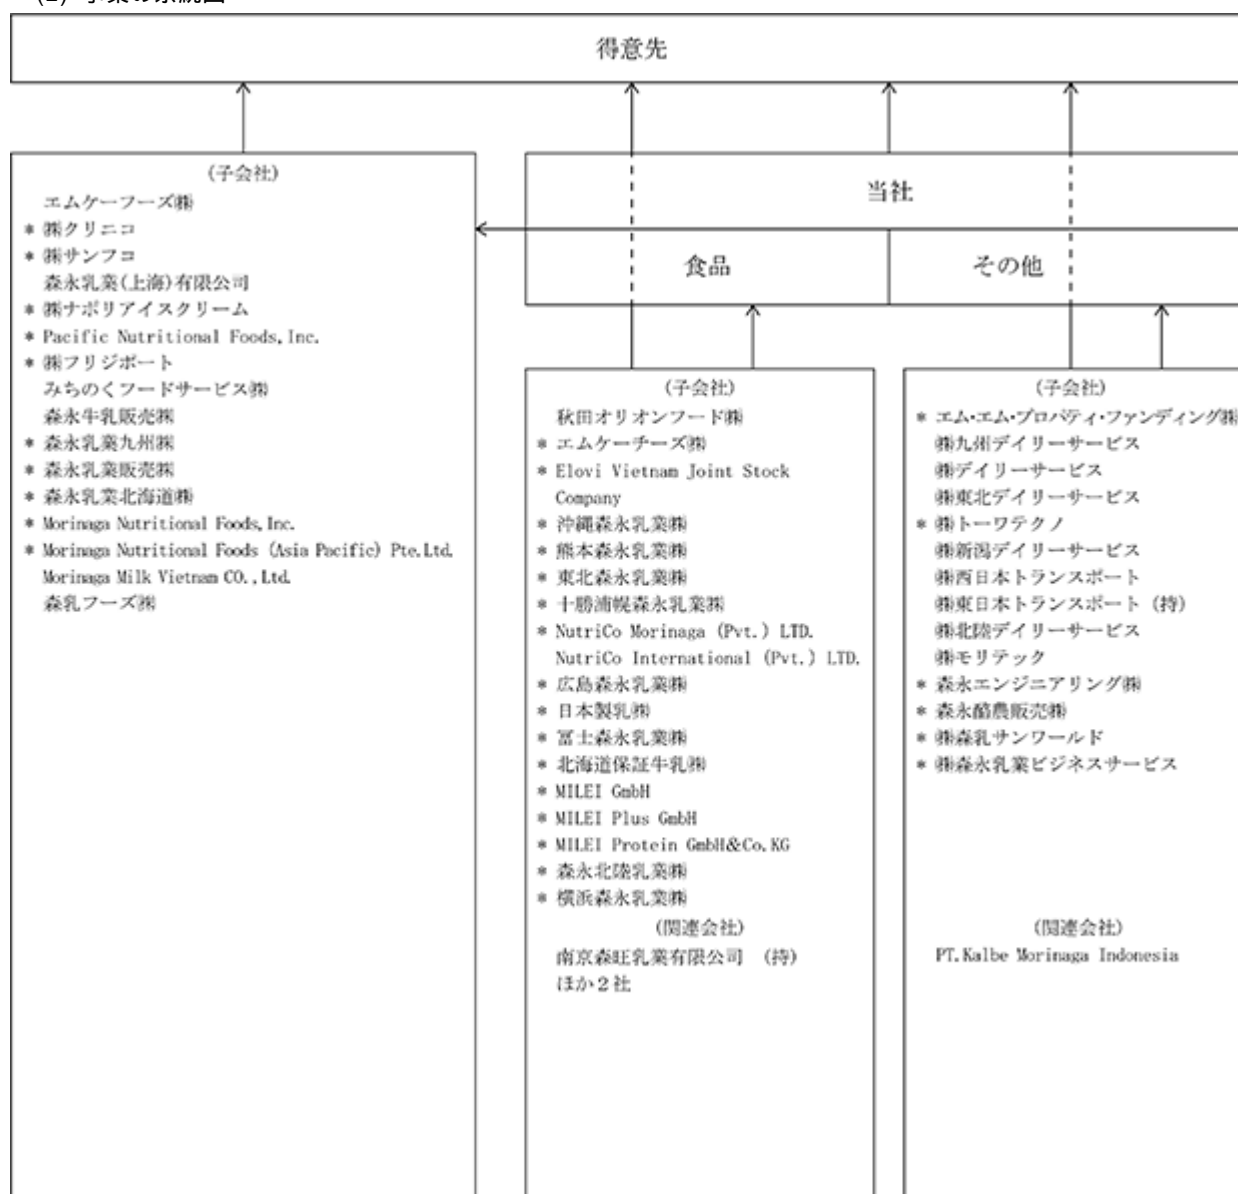 (2) 事業の系統図
得意先
(子会社)
エムケーフーズ㈱
* ㈱クリニコ
* ㈱サンフコ
森永乳業(上海)有限公司
* ㈱ナポリアイスクリーム
* Pacific Nutritional Foods,Inc.
* ㈱フリジポート
みちのくフードサービス㈱
森永牛乳販売㈱
* 森永乳業九州㈱
* 森永乳業販売㈱
* 森永乳業北海道㈱
* Morinaga Nutritional Foods,Inc.
* Morinaga Nutritional Foods (Asia Pacific) Pte.Ltd.
Morinaga Milk Vietnam CO.,Ltd.
森乳フーズ㈱
当社
食品
その他
(子会社)
秋田オリオンフード㈱
* エムケーチーズ㈱
* Elovi Vietnam Joint Stock
Company
* 沖縄森永乳業㈱
* 熊本森永乳業㈱
* 東北森永乳業㈱
* 十勝浦幌森永乳業㈱
* NutriCo Morinaga (Pvt.) LTD.
NutriCo International (Pvt.) LTD.
* 広島森永乳業㈱
* 日本製乳㈱
* 冨士森永乳業㈱
* 北海道保証牛乳㈱
* MILEI GmbH
* MILEI Plus GmbH
* MILEI Protein GmbH&Co.KG
* 森永北陸乳業㈱
* 横浜森永乳業㈱
(関連会社)
南京森旺乳業有限公司 (持)
ほか２社
(子会社)
* エム・エム・プロパティ・ファンディング㈱
㈱九州デイリーサービス
㈱デイリーサービス
㈱東北デイリーサービス
* ㈱トーワテクノ
㈱新潟デイリーサービス
㈱西日本トランスポート
㈱東日本トランスポート (持)
㈱北陸デイリーサービス
㈱モリテック
* 森永エンジニアリング㈱
* 森永酪農販売㈱
* ㈱森乳サンワールド
* ㈱森永乳業ビジネスサービス
(関連会社)
PT.Kalbe Morinaga Indonesia